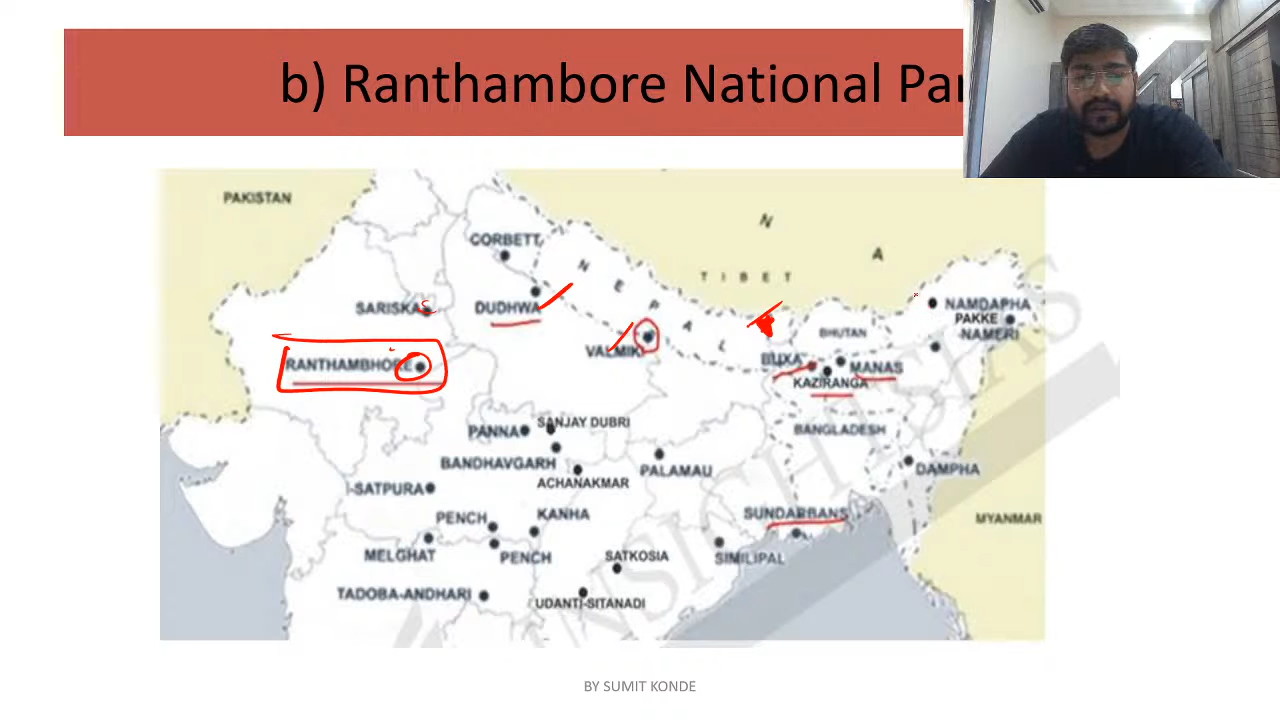 b) Ranthambore National Par
PAKISTAN
N
A
TIBET
CORBETT
NEPAL
SARISKA
DUDHWA
NAMDAPHA
PAKKE
NAMERI
BHUTAN
VALMIKI
RANTHAMBHORE
BUXA
MANAS
KAZIRANGA
PANNA
SANJAY DUBRI
BANGLADESH
BANDHAVGARH
PALAMAU
DAMPHA
ACHANAKMAR
I-SATPURA
PENCH
KANHA
SUNDARBANS
MYANMAR
MELGHAT
PENCH
SATKOSIA
SIMILIPAL
TADOBA-ANDHARI
UDANTI-SITANADI
INSIGHTSIAS
BY SUMIT KONDE